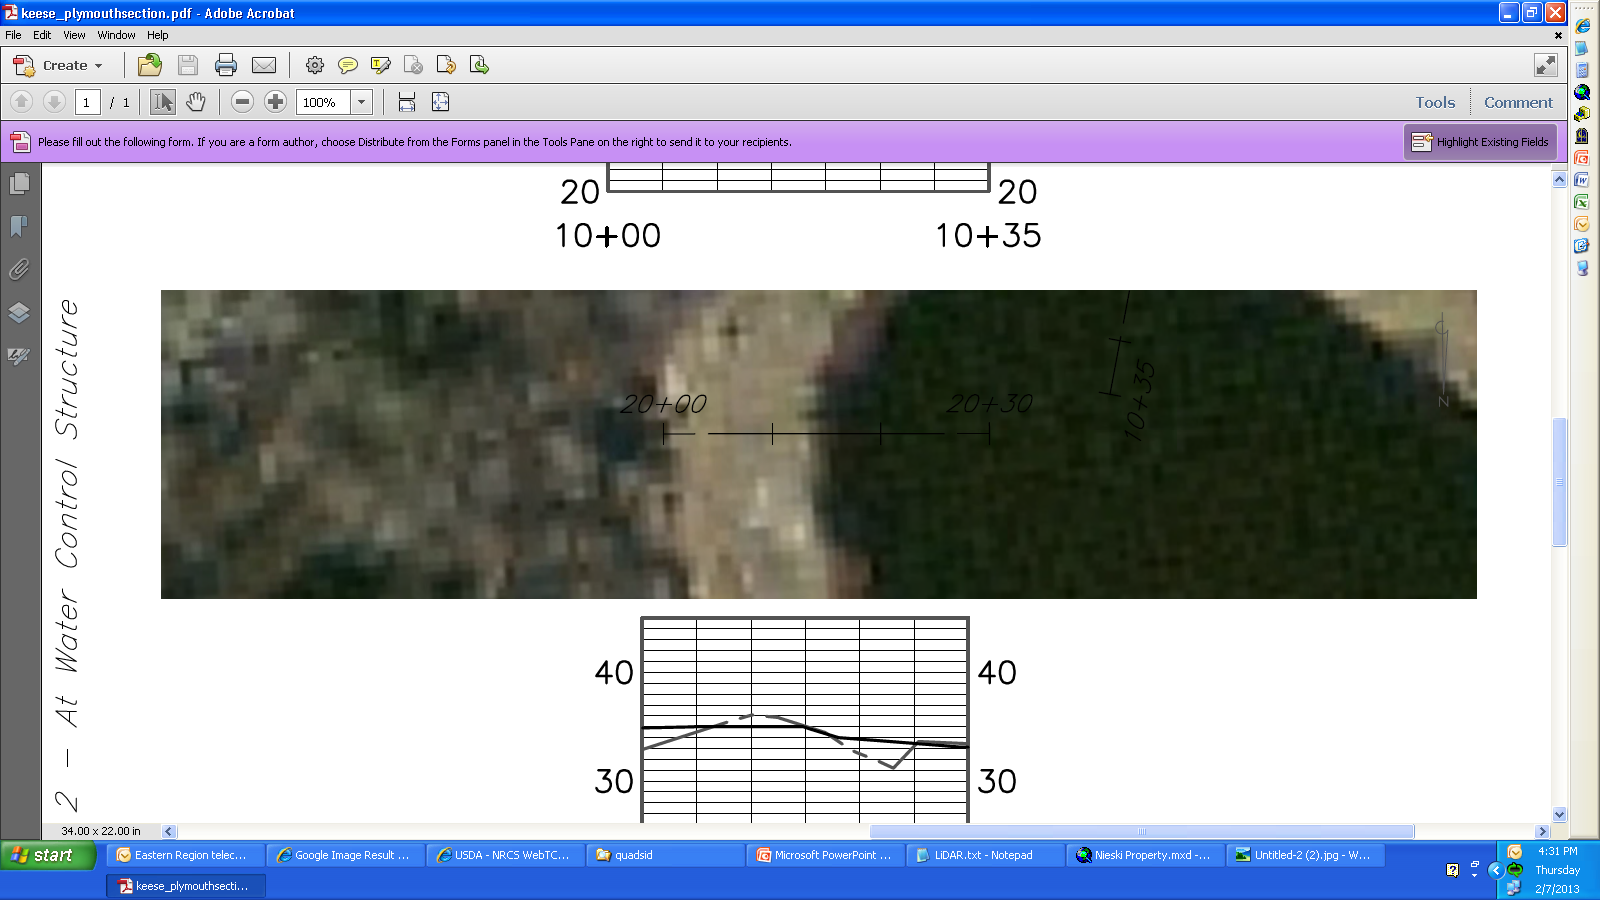 keese_plymouthsection.pdf - Adobe Acrobat
File Edit View Window Help
Create
1 / 1
100%
Tools Comment
Please fill out the following form. If you are a form author, choose Distribute from the Forms panel in the Tools Pane on the right to send it to your recipients.
Highlight Existing Fields
20 20
10+00 10+35
2 - At Water Control Structure
20+00 20+30
10+35
N
40 40
30 30
34.00 x 22.00 in
start
Eastern Region telec...
Google Image Result ...
USDA - NRCS WebTC...
quadsid
Microsoft PowerPoint ...
LiDAR.txt - Notepad
Nieski Property.mxd -...
Untitled-2 (2).jpg - W...
keese_plymouthsecti...
4:31 PM
Thursday
2/7/2013